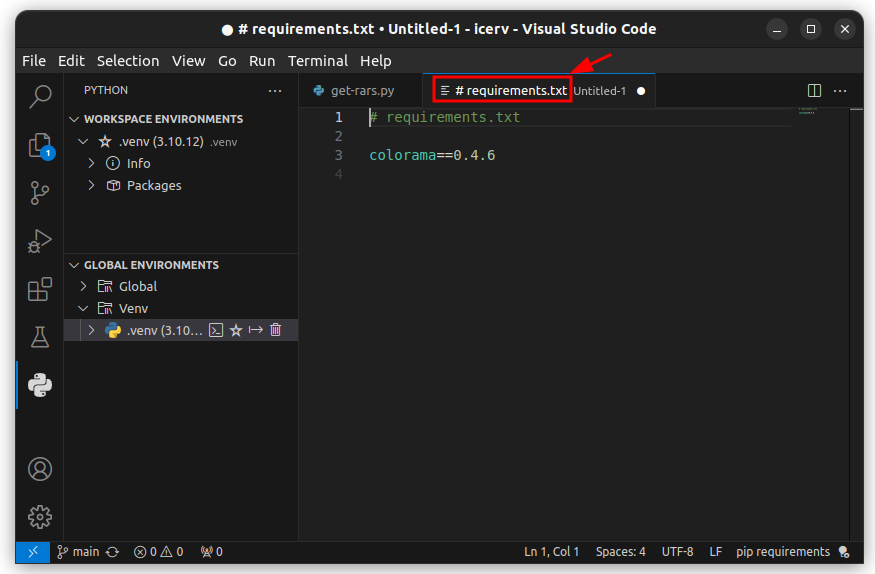 ● # requirements.txt • Untitled-1 - icerv - Visual Studio Code
File Edit Selection View Go Run Terminal Help
PYTHON ···
WORKSPACE ENVIRONMENTS
.venv (3.10.12) .venv
Info
Packages
GLOBAL ENVIRONMENTS
Global
Venv
.venv (3.10...
get-rars.py
# requirements.txt Untitled-1 ●
1 # requirements.txt
2
3 colorama==0.4.6
4
1
main 0 0 0 Ln 1, Col 1 Spaces: 4 UTF-8 LF pip requirements